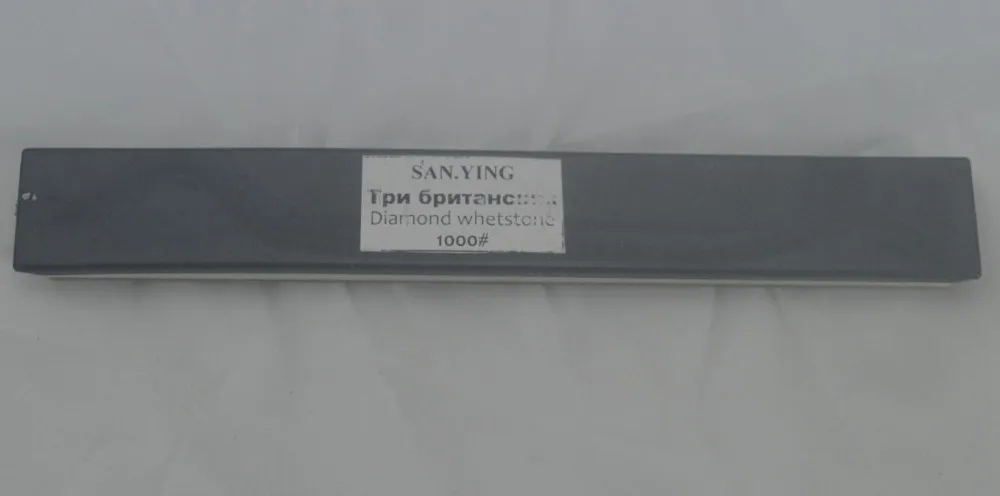 SAN.YING
Три
Diamond whetstone
1000#